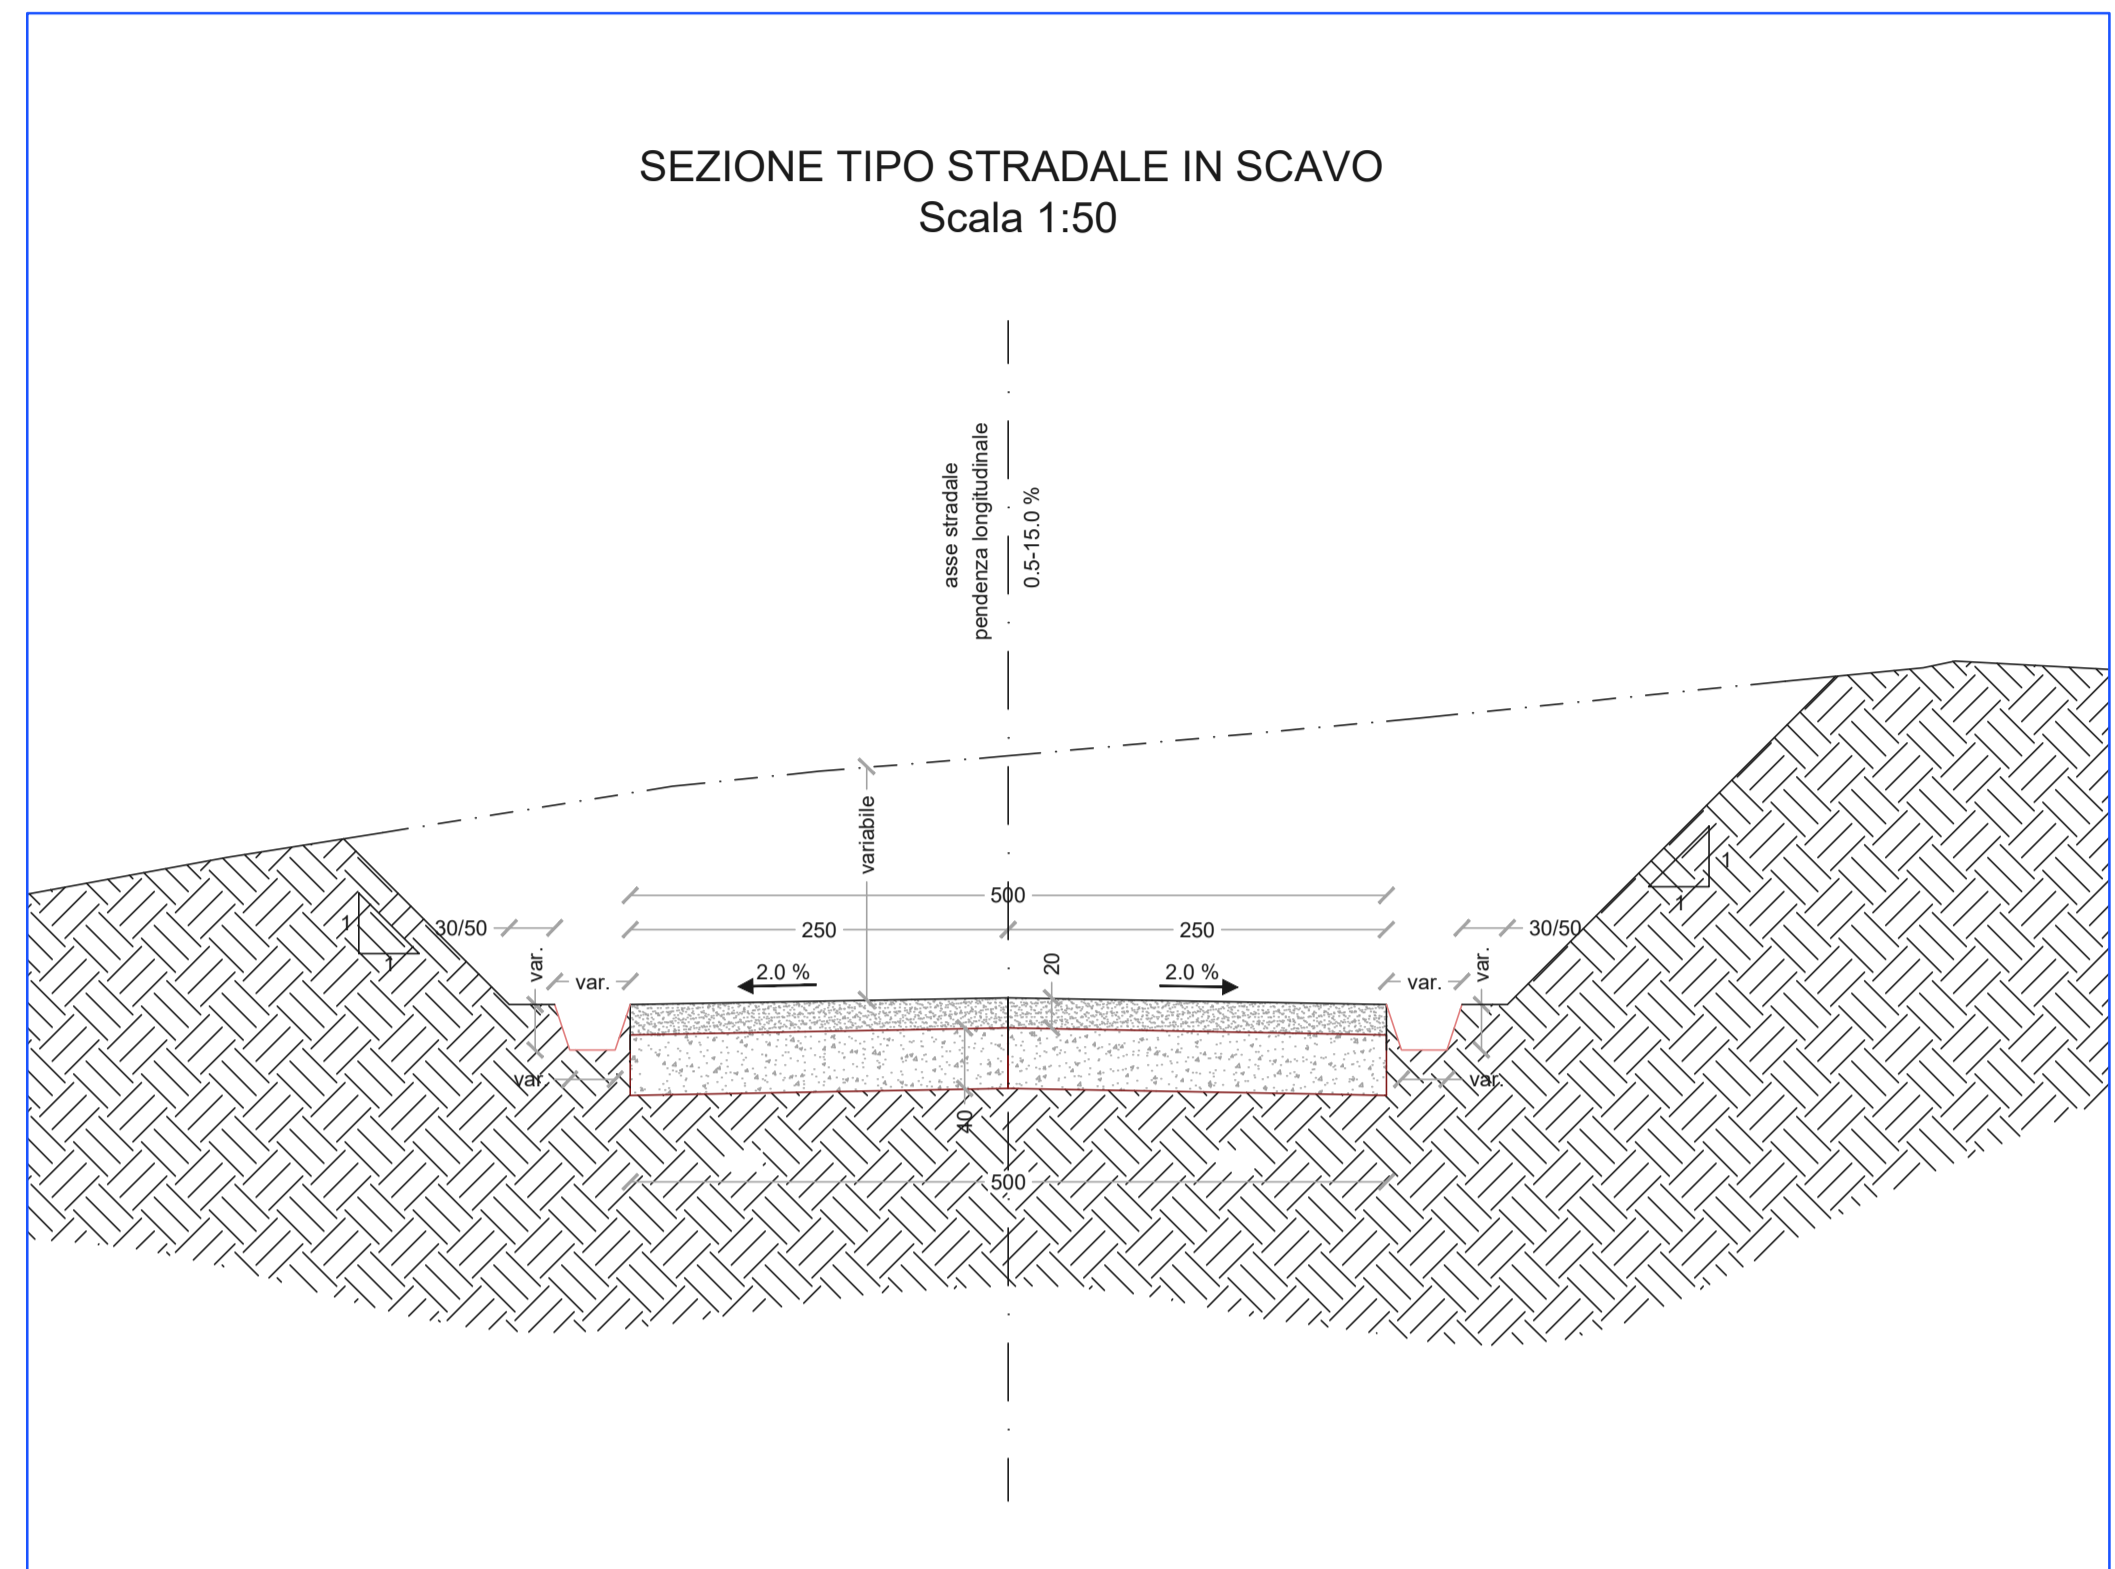 SEZIONE TIPO STRADALE IN SCAVO
Scala 1:50
asse stradale
pendenza longitudinale
0.5-15.0 %
variabile
500
250
250
30/50
30/50
1
1
1
1
var.
var.
var.
var.
2.0 %
2.0 %
20
var
var.
40
500